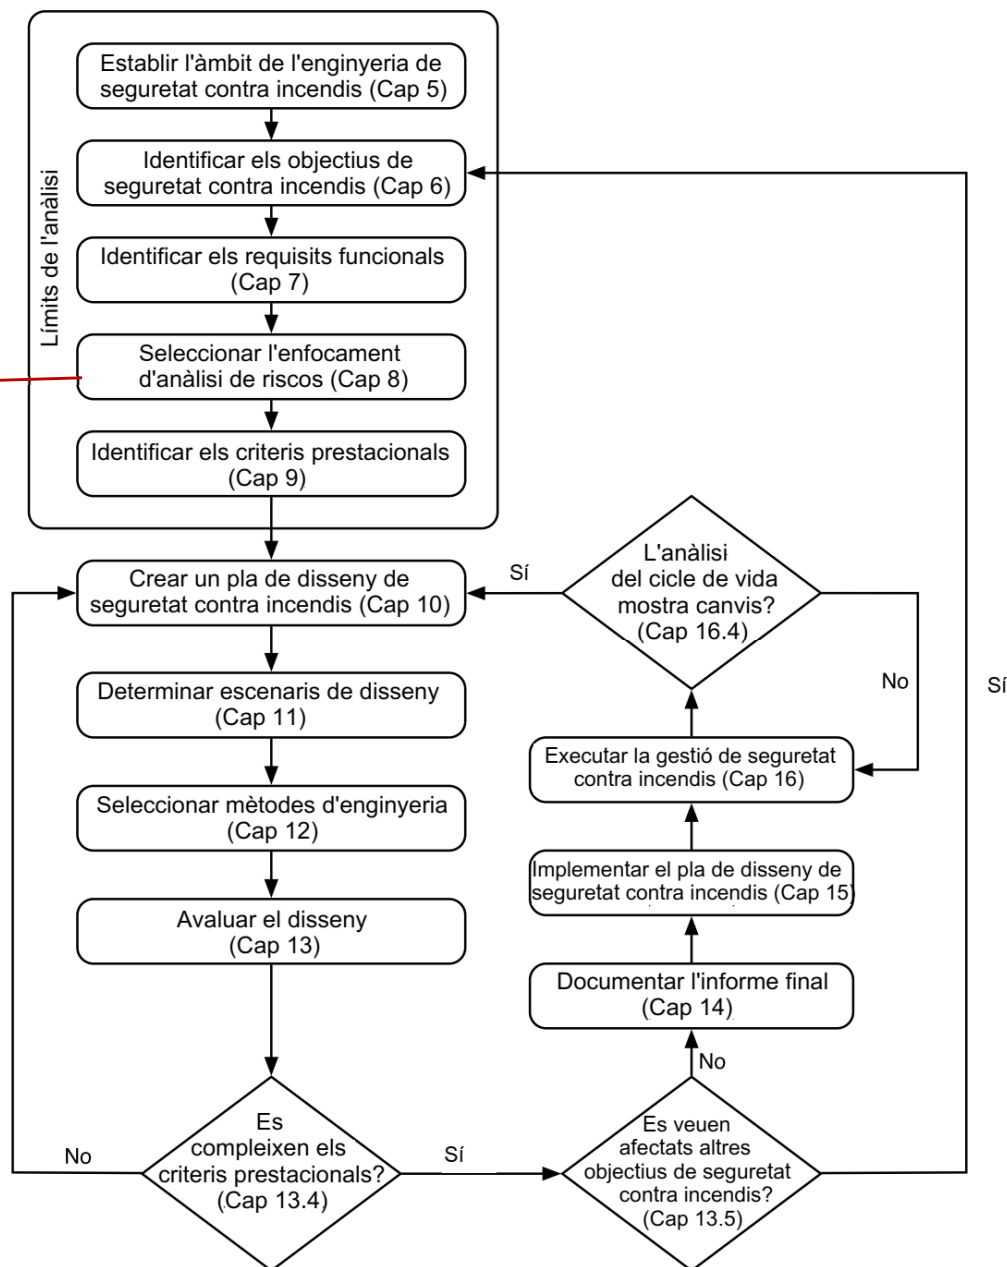 Límits de l'anàlisi
Establir l'àmbit de l'enginyeria de
seguretat contra incendis (Cap 5)
Identificar els objectius de
seguretat contra incendis (Cap 6)
Identificar els requisits funcionals
(Cap 7)
Seleccionar l'enfocament
d'anàlisi de riscos (Cap 8)
Identificar els criteris prestacionals
(Cap 9)
Crear un pla de disseny de
seguretat contra incendis (Cap 10)
Determinar escenaris de disseny
(Cap 11)
Seleccionar mètodes d'enginyeria
(Cap 12)
Avaluar el disseny
(Cap 13)
Es
compleixen els
criteris prestacionals?
(Cap 13.4)
No
Sí
Es veuen
afectats altres
objectius de seguretat
contra incendis?
(Cap 13.5)
No
Sí
Documentar l'informe final
(Cap 14)
Implementar el pla de disseny de
seguretat contra incendis (Cap 15)
Executar la gestió de seguretat
contra incendis (Cap 16)
L'anàlisi
del cicle de vida
mostra canvis?
(Cap 16.4)
Sí
No